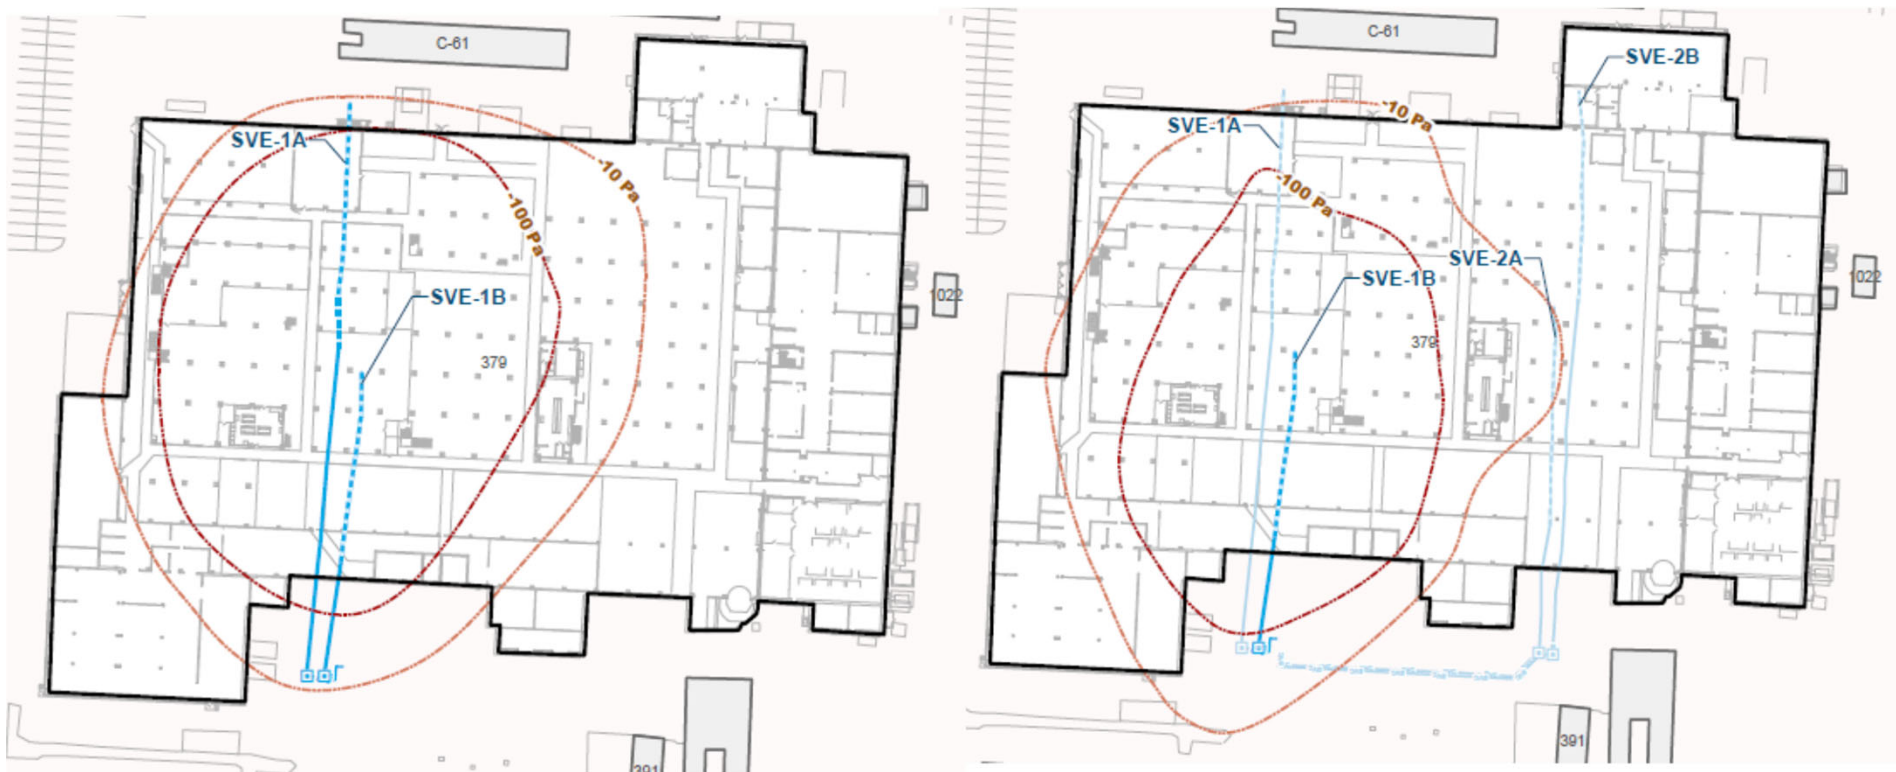 C-61
SVE-1A
-10 Pa
-100 Pa
SVE-1B
1022
379
391
C-61
SVE-2B
-10 Pa
SVE-1A
-100 Pa
SVE-2A
SVE-1B
1022
379
391